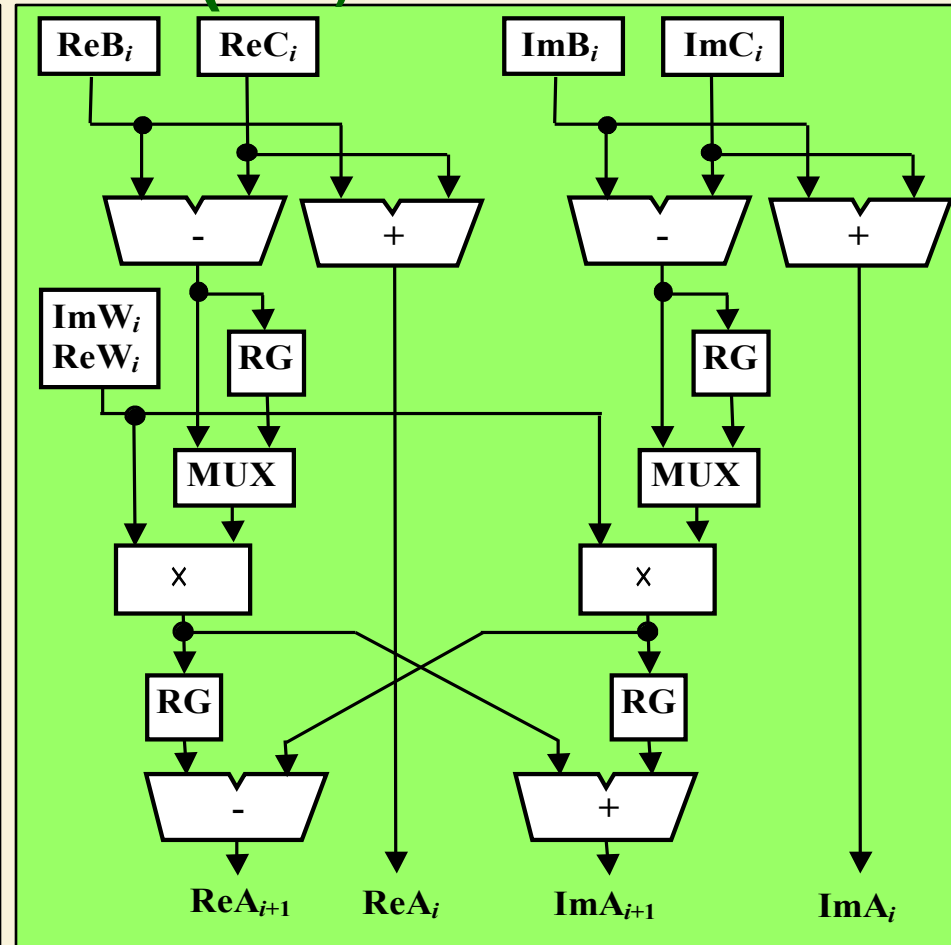 ReBi ReCi ImBi ImCi
- + - +
ImWi
ReWi
RG RG
MUX MUX
× ×
RG RG
- +
ReAi+1 ReAi ImAi+1 ImAi